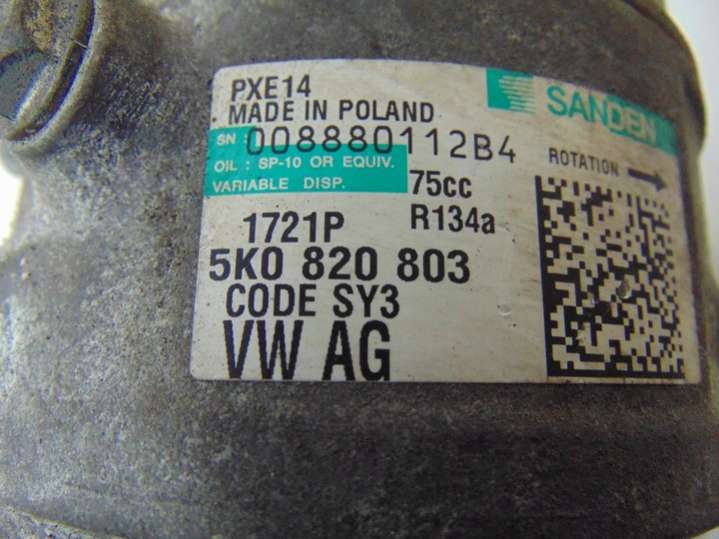 PXE14
MADE IN POLAND
SANDEN
SN 008880112B4
OIL : SP-10 OR EQUIV.
VARIABLE DISP.
75cc
ROTATION
1721P
R134a
5K0 820 803
CODE SY3
VW AG